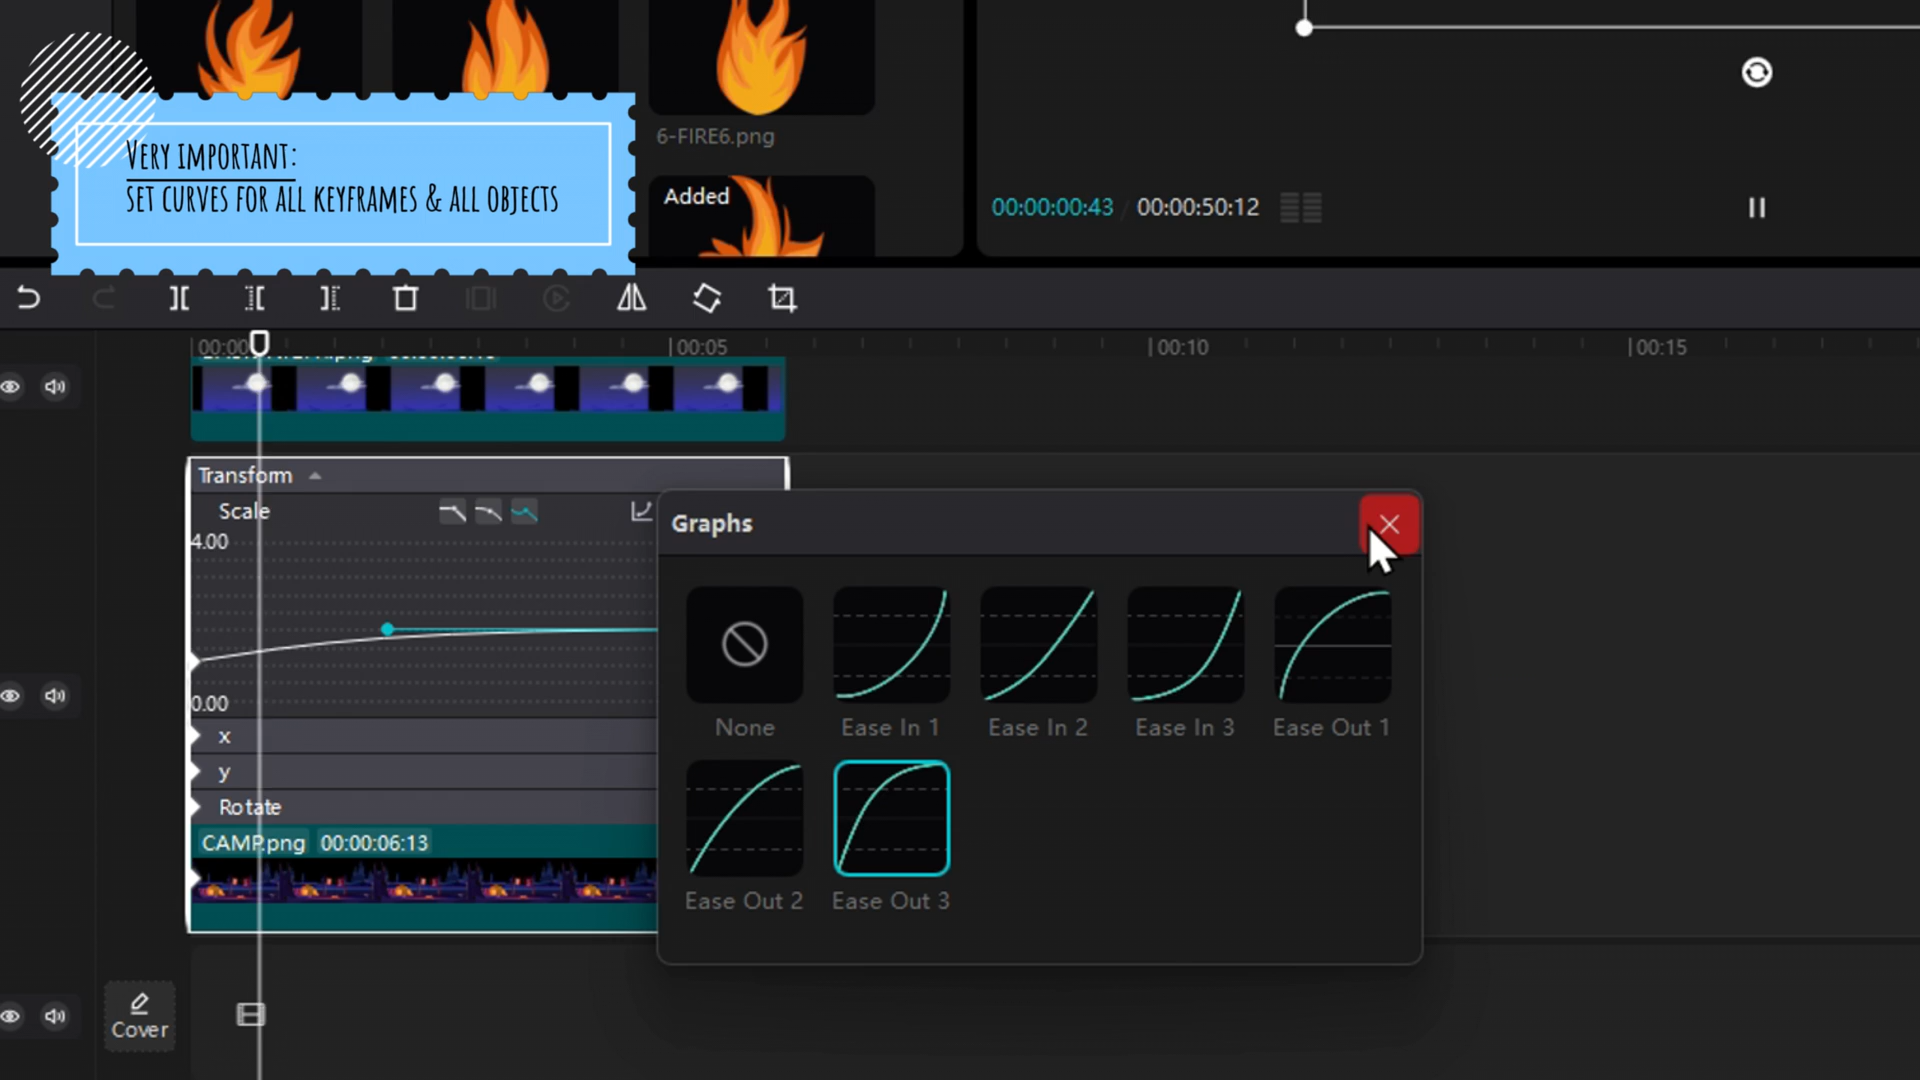 6-FIRE6.png
VERY IMPORTANT:
SET CURVES FOR ALL KEYFRAMES & ALL OBJECTS
Added
00:00:00:43 / 00:00:50:12
00:00
00:05
00:10
00:15
Transform
Scale
4.00
0.00
x
y
Rotate
CAMP.png 00:00:06:13
Graphs
None
Ease In 1
Ease In 2
Ease In 3
Ease Out 1
Ease Out 2
Ease Out 3
Cover